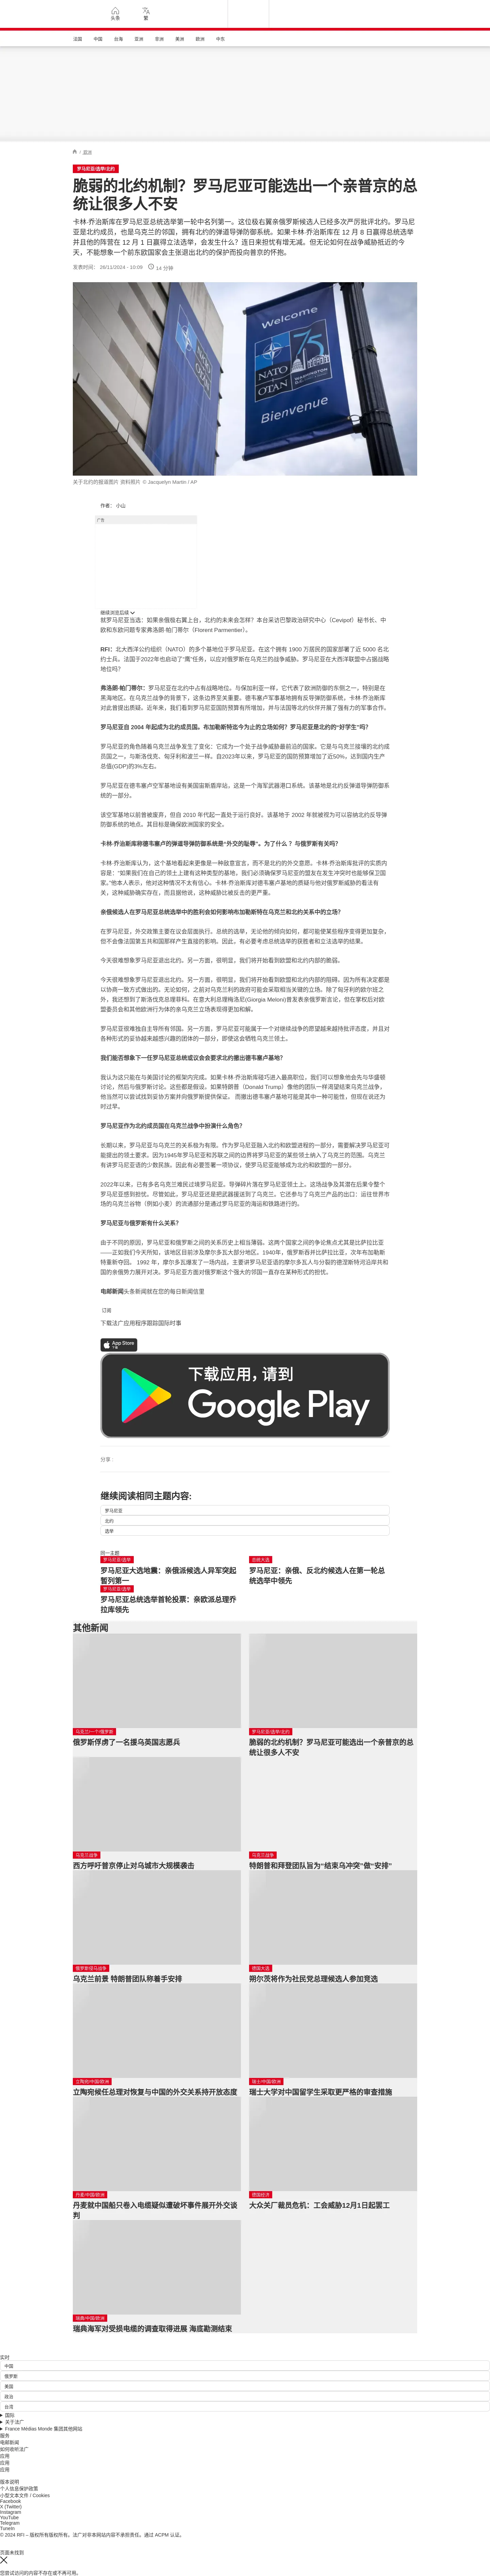 头条
繁
法国
中国
台海
亚洲
非洲
美洲
欧洲
中东
/ 政治
罗马尼亚/选举/北约
脆弱的北约机制？罗马尼亚可能选出一个亲普京的总
统让很多人不安
卡林·乔治斯库在罗马尼亚总统选举第一轮中名列第一。这位极右翼亲俄罗斯候选人已经多次严厉批评北约。罗马尼
亚是北约成员，也是乌克兰的邻国，拥有北约的弹道导弹防御系统。如果卡林·乔治斯库在 12 月 8 日赢得总统选举
并且他的阵营在 12 月 1 日赢得立法选举，会发生什么？连日来担忧有增无减。但无论如何在战争威胁抵近的今
天，不能想象一个前东欧国家会主张退出北约的保护而投向普京的怀抱。
发表时间： 26/11/2024 - 10:09
14 分钟
Welcome
NATO
OTAN
NATO
OTAN
75
WASHINGTON
Bienvenue
关于北约的报道图片 资料照片 © Jacquelyn Martin / AP
作者： 小山
广告
继续浏览后续
就罗马尼亚当选：如果亲俄极右翼上台，北约的未来会怎样？本台采访巴黎政治研究中心（Cevipof）秘书长、中
欧和东欧问题专家弗洛朗·帕门蒂尔（Florent Parmentier）。
RFI：北大西洋公约组织（NATO）的多个基地位于罗马尼亚。在这个拥有 1900 万居民的国家部署了近 5000 名北
约士兵。法国于2022年也启动了“鹰”任务，以应对俄罗斯在乌克兰的战争威胁。罗马尼亚在大西洋联盟中占据战略
地位吗？
弗洛朗·帕门蒂尔：罗马尼亚在北约中占有战略地位。与保加利亚一样，它代表了欧洲防御的东侧之一，特别是在
黑海地区。在乌克兰战争的背景下，这条边界至关重要。德韦塞卢军事基地拥有反导弹防御系统。卡林·乔治斯库
对此曾提出质疑。近年来，我们看到罗马尼亚国防预算有所增加，并与法国等北约伙伴开展了强有力的军事合作。
罗马尼亚自 2004 年起成为北约成员国。布加勒斯特迄今为止的立场如何？罗马尼亚是北约的“好学生”吗？
罗马尼亚的角色随着乌克兰战争发生了变化：它成为一个处于战争威胁最前沿的国家。它是与乌克兰接壤的北约成
员国之一，与斯洛伐克、匈牙利和波兰一样。自2023年以来，罗马尼亚的国防预算增加了近50%，达到国内生产
总值(GDP)的3%左右。
罗马尼亚在德韦塞卢空军基地设有美国宙斯盾岸站，这是一个海军武器港口系统。该基地是北约反弹道导弹防御系
统的一部分。
该空军基地以前曾被废弃，但自 2010 年代起一直处于运行良好。该基地于 2002 年就被视为可以容纳北约反导弹
防御系统的地点。其目标是确保欧洲国家的安全。
卡林·乔治斯库称德韦塞卢的弹道导弹防御系统是“外交的耻辱”。为了什么 ？与俄罗斯有关吗？
卡林·乔治斯库认为，这个基地看起来更像是一种敌意宣言，而不是北约的外交意愿。卡林·乔治斯库批评的实质内
容是：“如果我们在自己的领土上建有这种类型的基地，我们必须确保罗马尼亚的盟友在发生冲突时也能够保卫国
家。”他本人表示，他对这种情况不太有信心。卡林·乔治斯库对德韦塞卢基地的质疑与他对俄罗斯威胁的看法有
关，这种威胁确实存在，而且据他说，这种威胁比被反击的更严重。
亲俄候选人在罗马尼亚总统选举中的胜利会如何影响布加勒斯特在乌克兰和北约关系中的立场？
在罗马尼亚，外交政策主要在议会层面执行。总统的选举，无论他的倾向如何，都可能使某些程序变得更加复杂，
但不会像法国第五共和国那样产生直接的影响。因此，有必要考虑总统选举的获胜者和立法选举的结果。
今天很难想象罗马尼亚退出北约。另一方面，很明显，我们将开始看到欧盟和北约内部的脆弱。
今天很难想象罗马尼亚退出北约。另一方面，很明显，我们将开始看到欧盟和北约内部的阻碍。因为所有决定都是
以协商一致方式做出的。无论如何，之前对乌克兰利的政府可能会采取相当关键的立场。除了匈牙利的欧尔班之
外，我还想到了斯洛伐克总理菲科。在意大利总理梅洛尼(Giorgia Meloni)曾发表亲俄罗斯言论，但在掌权后对欧
盟委员会和其他欧洲行为体的亲乌克兰立场表现得更加和解。
罗马尼亚很难独自主导所有邻国。另一方面，罗马尼亚可能属于一个对继续战争的愿望越来越持批评态度，并且对
各种形式的妥协越来越感兴趣的团体的一部分，即使这会牺牲乌克兰领土。
我们能否想象下一任罗马尼亚总统或议会会要求北约撤出德韦塞卢基地？
我认为这只能在与美国讨论的框架内完成。如果卡林·乔治斯库碰巧进入最高职位，我们可以想象他会先与华盛顿
讨论，然后与俄罗斯讨论。这些都是假设。如果特朗普（Donald Trump）像他的团队一样渴望结束乌克兰战争，
他当然可以尝试找到妥协方案并向俄罗斯提供保证。 而撤出德韦塞卢基地可能是其中一种可能性，但现在说还为
时过早。
罗马尼亚作为北约成员国在乌克兰战争中扮演什么角色？
长期以来，罗马尼亚与乌克兰的关系极为有限。作为罗马尼亚融入北约和欧盟进程的一部分，需要解决罗马尼亚可
能提出的领土要求。因为1945年罗马尼亚和苏联之间的边界将罗马尼亚的某些领土纳入了乌克兰的范围。乌克兰
有讲罗马尼亚语的少数民族。因此有必要签署一项协议，使罗马尼亚能够成为北约和欧盟的一部分。
2022年以来，已有多名乌克兰难民过境罗马尼亚。导弹碎片落在罗马尼亚领土上。这场战争及其潜在后果令整个
罗马尼亚感到担忧。尽管如此，罗马尼亚还是把武器接送到了乌克兰。它还参与了乌克兰产品的出口：运往世界市
场的乌克兰谷物（例如小麦）的流通部分是通过罗马尼亚的海运和铁路进行的。
罗马尼亚与俄罗斯有什么关系？
由于不同的原因，罗马尼亚和俄罗斯之间的关系历史上相当薄弱。这两个国家之间的争论焦点尤其是比萨拉比亚
——正如我们今天所知，该地区目前涉及摩尔多瓦大部分地区。1940年，俄罗斯吞并比萨拉比亚，次年布加勒斯
特重新夺回。 1992 年，摩尔多瓦爆发了一场内战，主要讲罗马尼亚语的摩尔多瓦人与分裂的德涅斯特河沿岸共和
国的亲俄势力展开对决。罗马尼亚方面对俄罗斯这个强大的邻国一直存在某种形式的担忧。
电邮新闻头条新闻就在您的每日新闻信里
订阅
下载法广应用程序跟踪国际时事
App Store
下载
下载应用，请到
Google Play
分享 :
继续阅读相同主题内容:
罗马尼亚
北约
选举
同一主题
罗马尼亚/选举
罗马尼亚大选地震：亲俄派候选人异军突起
暂列第一
总统大选
罗马尼亚：亲俄、反北约候选人在第一轮总
统选举中领先
罗马尼亚/选举
罗马尼亚总统选举首轮投票：亲欧派总理乔
拉库领先
其他新闻
乌克兰/一个/俄罗斯
俄罗斯俘虏了一名援乌英国志愿兵
罗马尼亚/选举/北约
脆弱的北约机制？罗马尼亚可能选出一个亲普京的总
统让很多人不安
乌克兰战争
西方呼吁普京停止对乌城市大规模袭击
乌克兰战争
特朗普和拜登团队旨为“结束乌冲突”做“安排”
俄罗斯侵乌战争
乌克兰前景 特朗普团队称着手安排
德国大选
朔尔茨将作为社民党总理候选人参加竞选
立陶宛/中国/欧洲
立陶宛候任总理对恢复与中国的外交关系持开放态度
瑞士/中国/欧洲
瑞士大学对中国留学生采取更严格的审查措施
丹麦/中国/欧洲
丹麦就中国船只卷入电缆疑似遭破坏事件展开外交谈
判
德国经济
大众关厂裁员危机：工会威胁12月1日起罢工
瑞典/中国/欧洲
瑞典海军对受损电缆的调查取得进展 海底勘测结束
实时
中国
俄罗斯
美国
政治
台湾
国际
关于法广
France Médias Monde 集团其他网站
服务
电邮新闻
如何收听法广
应用
应用
应用
版本说明
个人信息保护政策
小型文本文件 / Cookies
Facebook
X (Twitter)
Instagram
YouTube
Telegram
TuneIn
© 2024 RFI – 版权所有版权所有。法广对非本网站内容不承担责任。通过 ACPM 认证。
页面未找到
您尝试访问的内容不存在或不再可用。